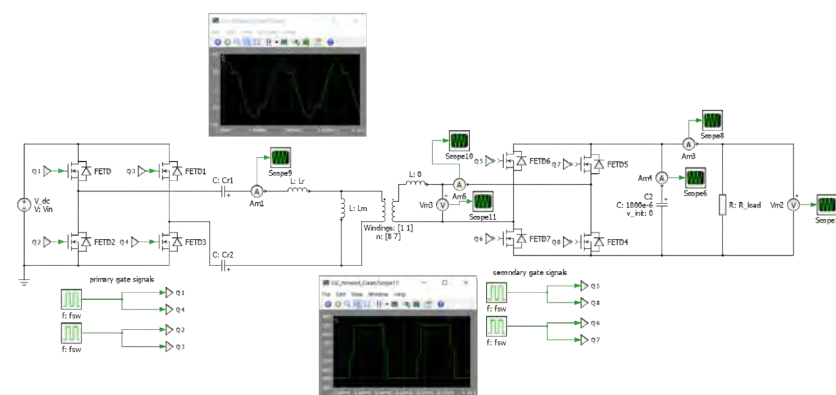 Q1
FETD
Q3
FETD1
V_dc
V: Vin
Q2
FETD2
Q4
FETD3
C: Cr1
Scope9
Am1
L: Lr
L: Lm
C: Cr2
Windings: [1 1]
n: [8 7]
L: 0
Scope10
Am5
Vm3
Scope11
Q5
FETD6
Q7
FETD5
Q6
FETD7
Q8
FETD4
Scope8
Am3
Am4
Scope6
C2
C: 1000e-6
v_init: 0
R: R_load
Vm2
Scope
primary gate signals
f: fsw
Q1
Q4
f: fsw
Q2
Q3
File Edit View Window Help
secondary gate signals
f: fsw
Q5
Q8
f: fsw
Q6
Q7